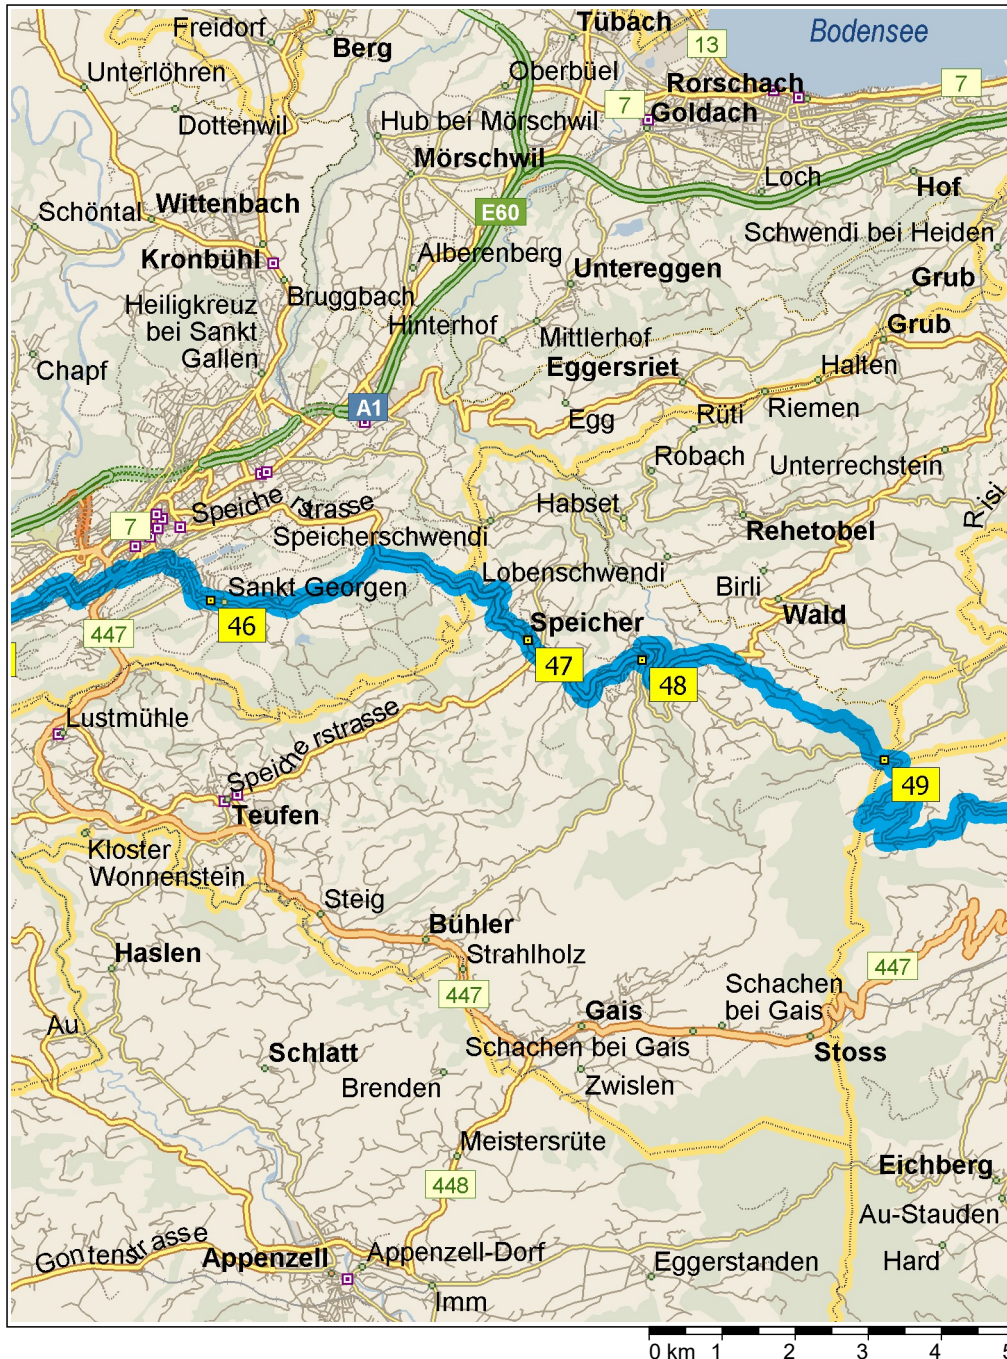 Tübach
Freidorf
Berg
13
Bodensee
Unterlöhren
Oberbüel
Rorschach
7
7
Goldach
Dottenwil
Hub bei Mörschwil
Mörschwil
Loch
Hof
Schöntal
Wittenbach
E60
Schwendi bei Heiden
Kronbühl
Alberenberg
Untereggen
Grub
Heiligkreuz
bei Sankt
Gallen
Bruggbach
Hinterhof
Mittlerhof
Grub
Chapf
Eggersriet
Halten
A1
Egg
Rüti
Riemen
Robach
Unterrechstein
Speicherstrasse
Habset
Risi
7
Speicherschwendi
Rehetobel
Sankt Georgen
Lobenschwendi
Birli
447
46
Speicher
Wald
47
48
Lustmühle
Speicherstrasse
49
Teufen
Kloster
Wonnenstein
Steig
Haslen
Bühler
Strahlholz
447
447
Schachen
bei Gais
Gais
Au
Schlatt
Schachen bei Gais
Stoss
Brenden
Zwislen
Meistersrüte
448
Eichberg
Au-Stauden
Gontenstrasse
Appenzell
Appenzell-Dorf
Eggerstanden
Hard
Imm
0 km 1 2 3 4